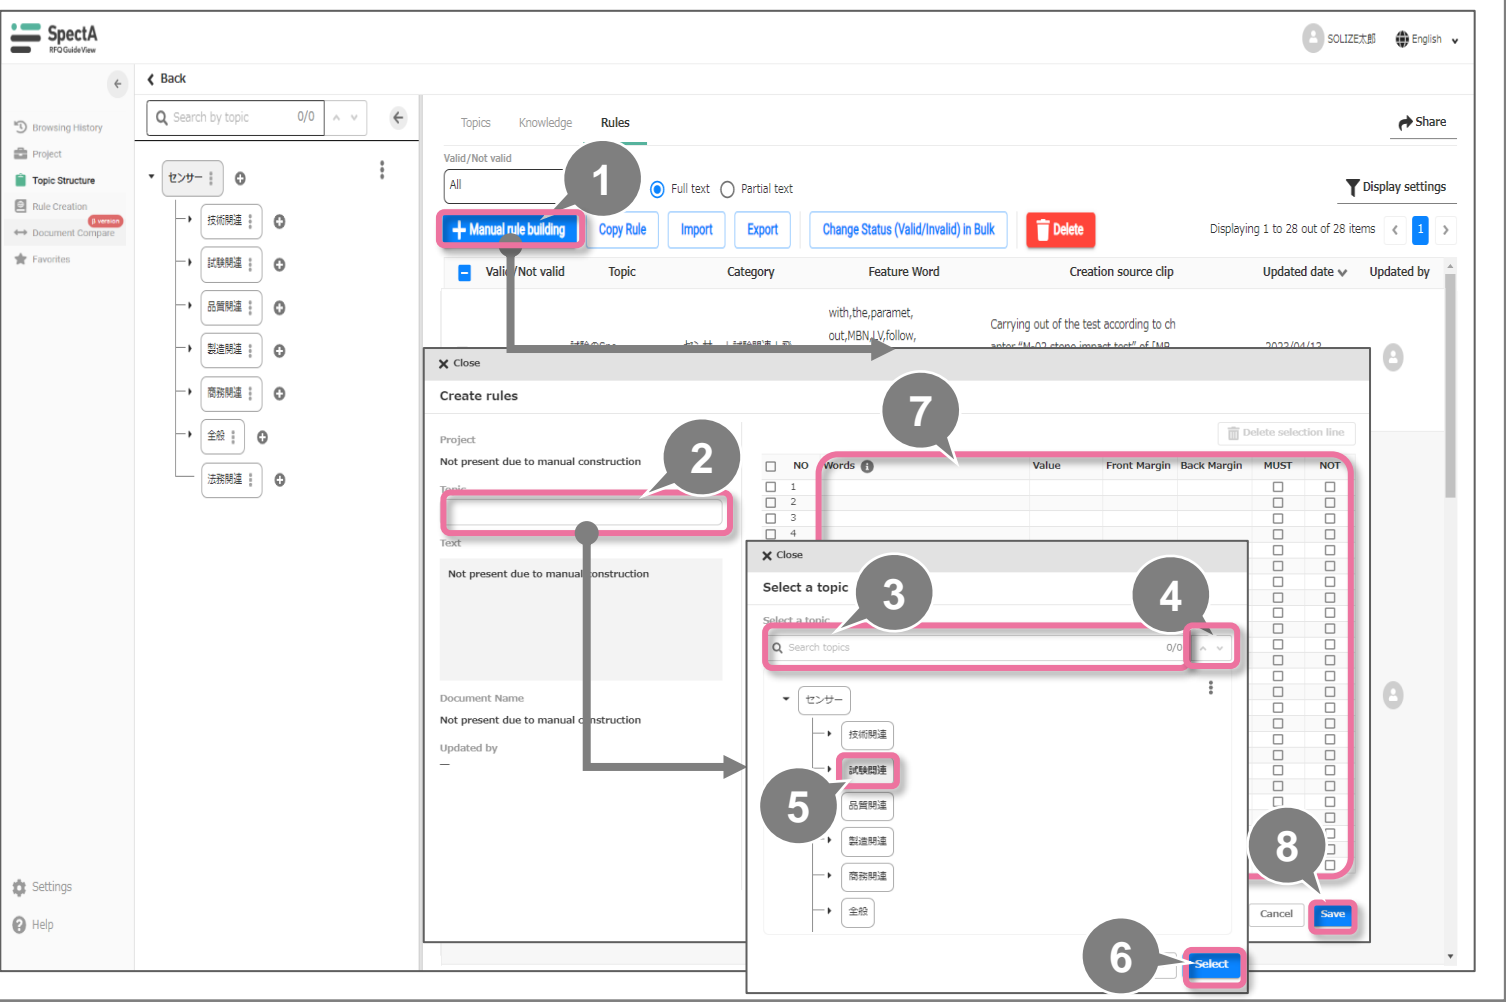 SpectA
RFQ GuideView
SOLIZE太郎
English
Back
Search by topic 0/0
Browsing History
Project
Topic Structure
Rule Creation
β version
Document Compare
Favorites
Settings
Help
センサー
技術関連
試験関連
品質関連
製造関連
商務関連
全般
法務関連
Topics Knowledge Rules
Share
Valid/Not valid
All
Full text Partial text
Display settings
1
Manual rule building Copy Rule Import Export Change Status (Valid/Invalid) in Bulk Delete
Displaying 1 to 28 out of 28 items 1
Valid/Not valid Topic Category Feature Word Creation source clip Updated date Updated by
with,the,paramet,
out,MBN,LV,follow,
Carrying out of the test according to ch
Close
Create rules
7
Delete selection line
Project
Not present due to manual construction
2
Topic
Text
Not present due to manual construction
Document Name
Not present due to manual construction
Updated by
—
NO Words Value Front Margin Back Margin MUST NOT
1
2
3
4
Close
Select a topic
3
4
Select a topic
Search topics 0/0
センサー
技術関連
試験関連
5
品質関連
製造関連
商務関連
全般
6
Select
8
Cancel Save